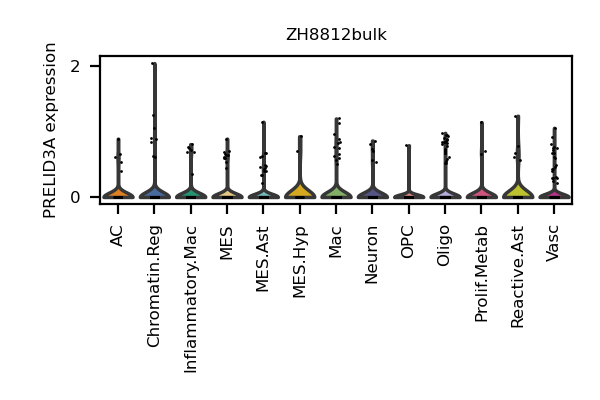 ZH8812bulk
PRELID3A expression
2
0
AC
Chromatin.Reg
Inflammatory.Mac
MES
MES.Ast
MES.Hyp
Mac
Neuron
OPC
Oligo
Prolif.Metab
Reactive.Ast
Vasc